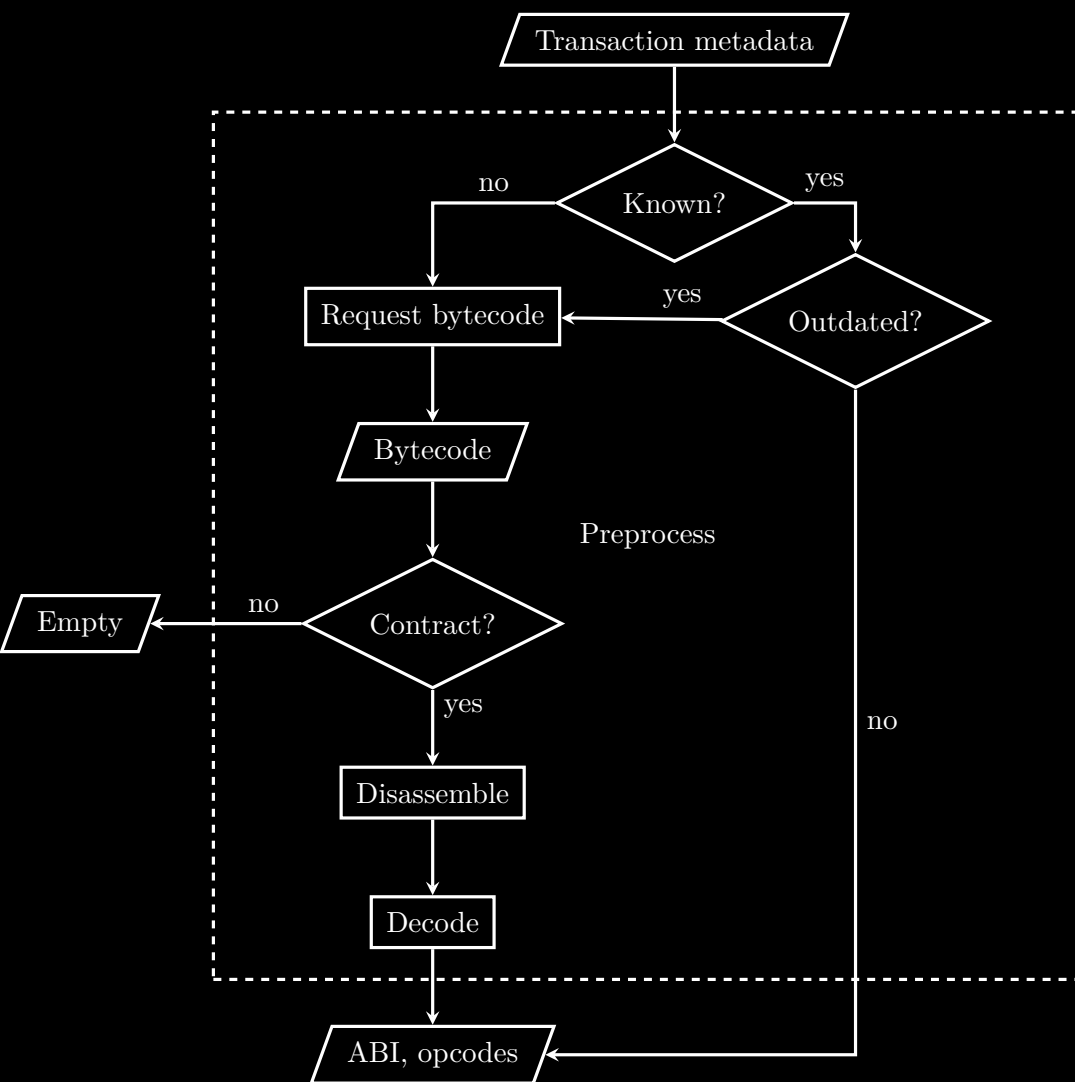 Transaction metadata
Known?
no
yes
Request bytecode
yes
Outdated?
Bytecode
Preprocess
Empty
no
Contract?
yes
no
Disassemble
Decode
ABI, opcodes